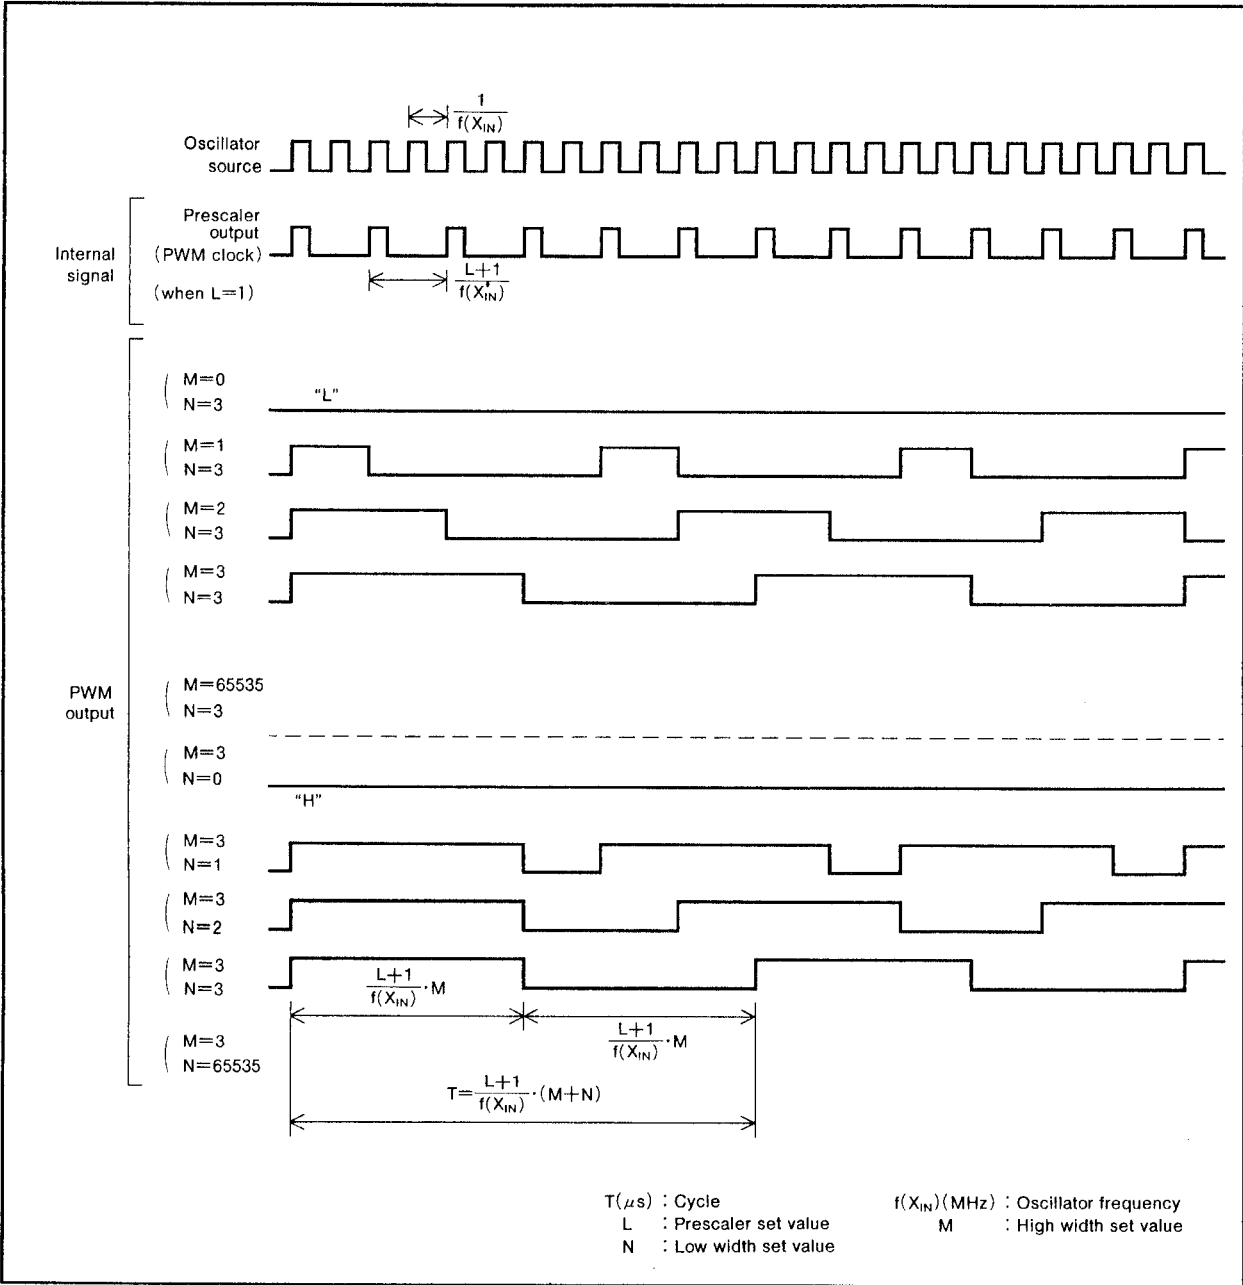 1
f(XIN)
Oscillator
source
Prescaler
output
(PWM clock)
(when L=1)
Internal
signal
L+1
f(XIN)
M=0
N=3
"L"
M=1
N=3
M=2
N=3
M=3
N=3
PWM
output
M=65535
N=3
M=3
N=0
"H"
M=3
N=1
M=3
N=2
M=3
N=3
L+1
f(XIN) ·M
L+1
f(XIN) ·M
M=3
N=65535
T=L+1
f(XIN) ·(M+N)
T(μs) : Cycle
L : Prescaler set value
N : Low width set value
f(XIN)(MHz) : Oscillator frequency
M : High width set value